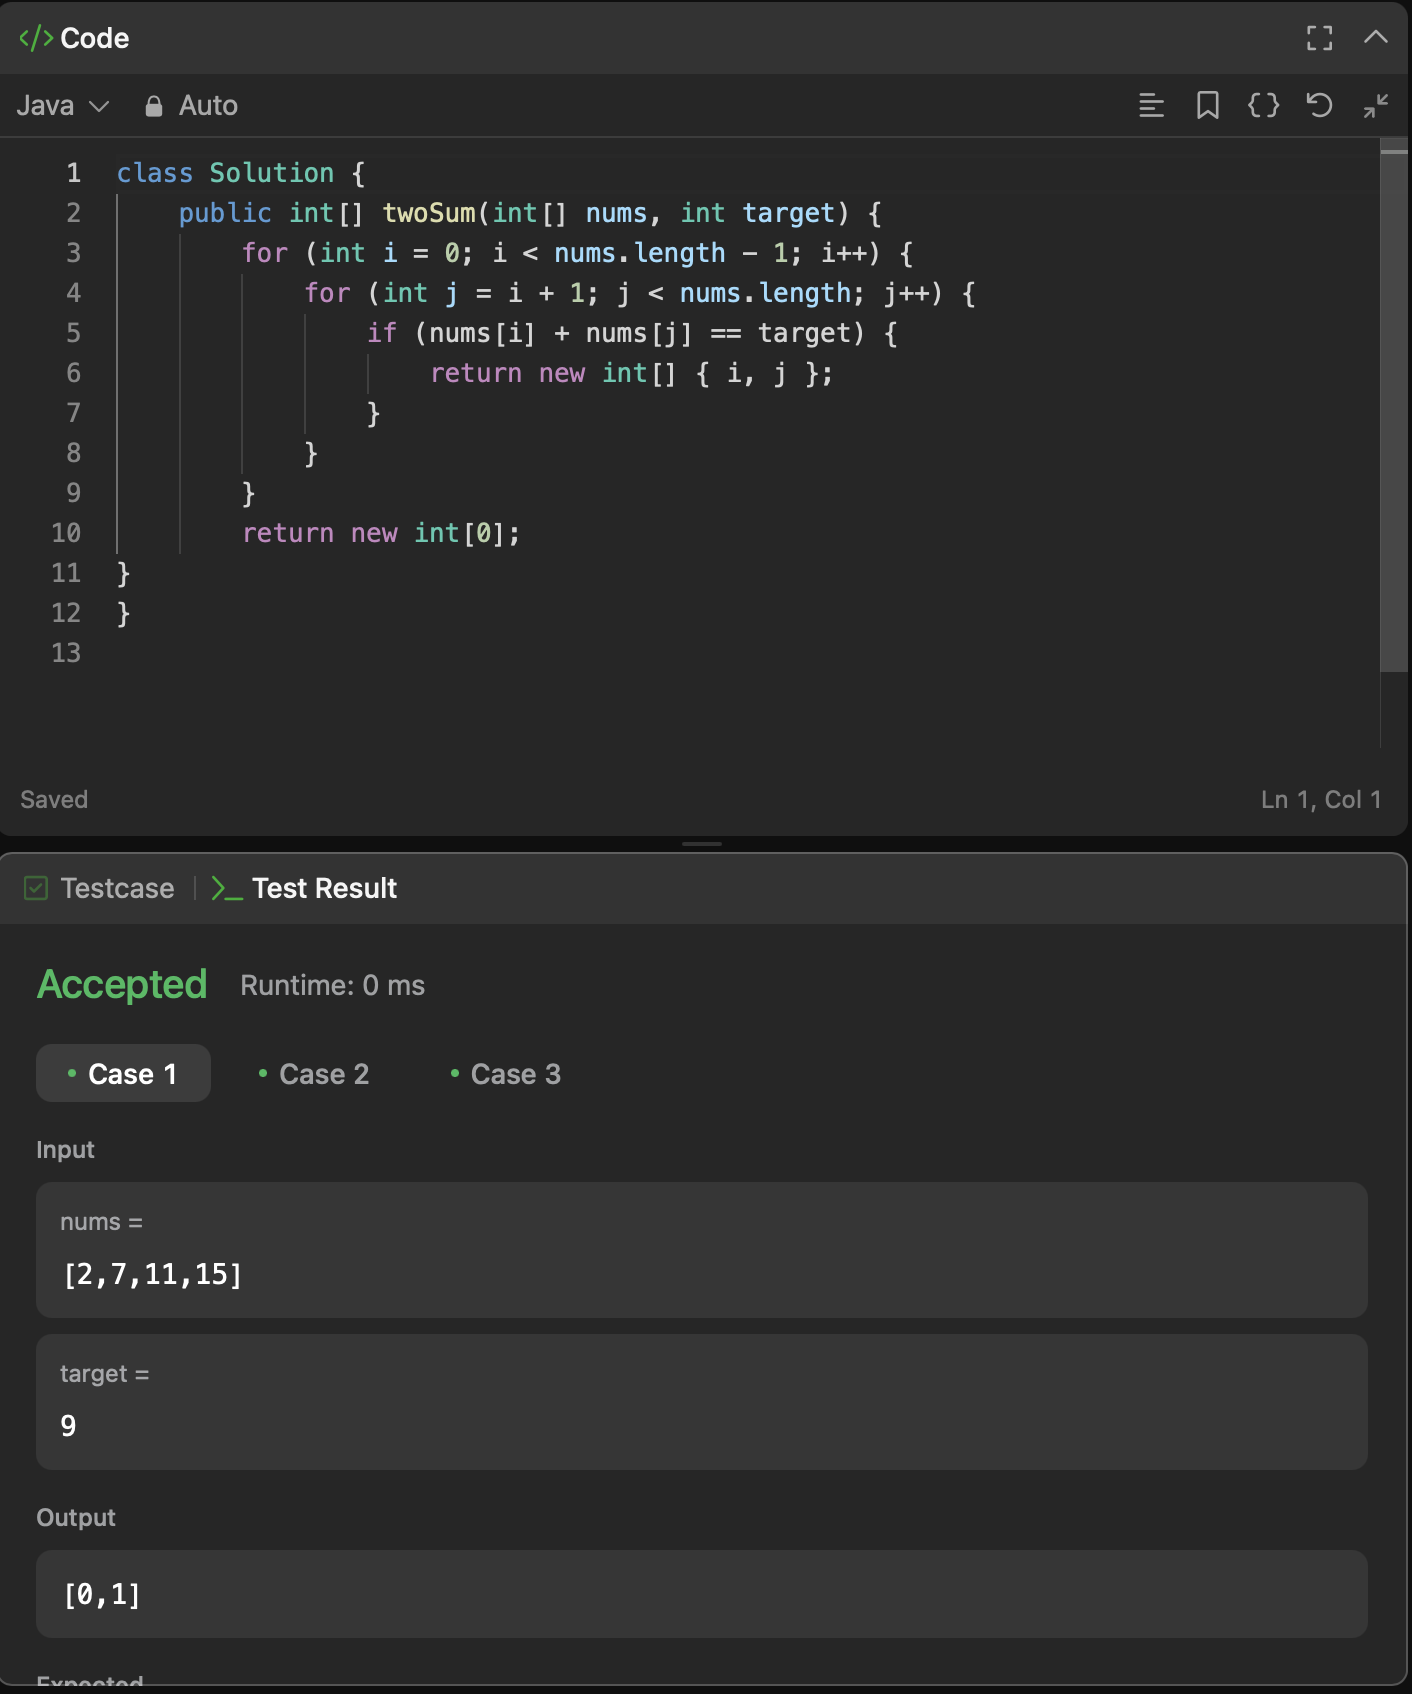 </> Code
Java Auto {}
1 class Solution {
2     public int[] twoSum(int[] nums, int target) {
3         for (int i = 0; i < nums.length - 1; i++) {
4             for (int j = i + 1; j < nums.length; j++) {
5                 if (nums[i] + nums[j] == target) {
6                     return new int[] { i, j };
7                 }
8             }
9         }
10         return new int[0];
11 }
12 }
13
Saved Ln 1, Col 1
Testcase | >_ Test Result
Accepted Runtime: 0 ms
• Case 1 • Case 2 • Case 3
Input
nums =
[2,7,11,15]
target =
9
Output
[0,1]
Expected